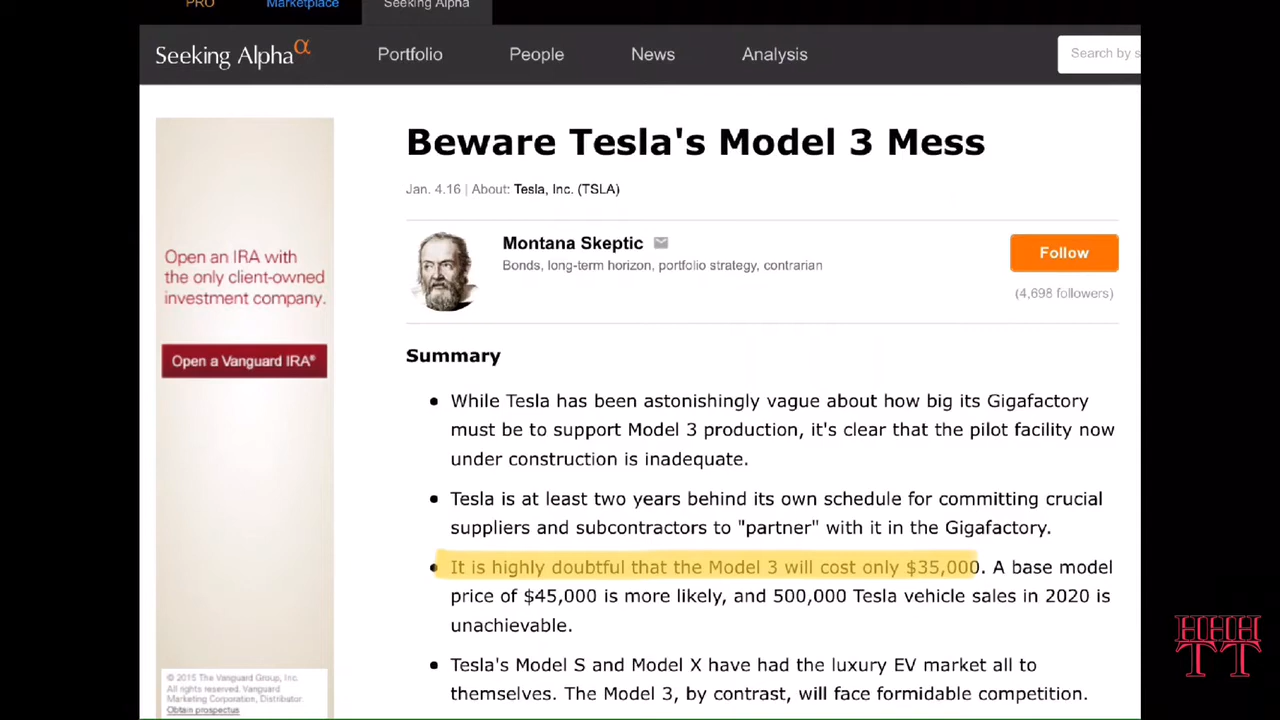 PRO Marketplace Seeking Alpha
Seeking Alpha α Portfolio People News Analysis Search by s
Beware Tesla's Model 3 Mess
Jan. 4.16 | About: Tesla, Inc. (TSLA)
Montana Skeptic
Bonds, long-term horizon, portfolio strategy, contrarian
Follow
(4,698 followers)
Open an IRA with
the only client-owned
investment company.
Open a Vanguard IRA®
Summary
• While Tesla has been astonishingly vague about how big its Gigafactory
must be to support Model 3 production, it's clear that the pilot facility now
under construction is inadequate.
• Tesla is at least two years behind its own schedule for committing crucial
suppliers and subcontractors to "partner" with it in the Gigafactory.
• It is highly doubtful that the Model 3 will cost only $35,000. A base model
price of $45,000 is more likely, and 500,000 Tesla vehicle sales in 2020 is
unachievable.
• Tesla's Model S and Model X have had the luxury EV market all to
themselves. The Model 3, by contrast, will face formidable competition.
© 2015 The Vanguard Group, Inc.
All rights reserved. Vanguard
Marketing Corporation, Distributor.
Obtain prospectus
HHH
TT